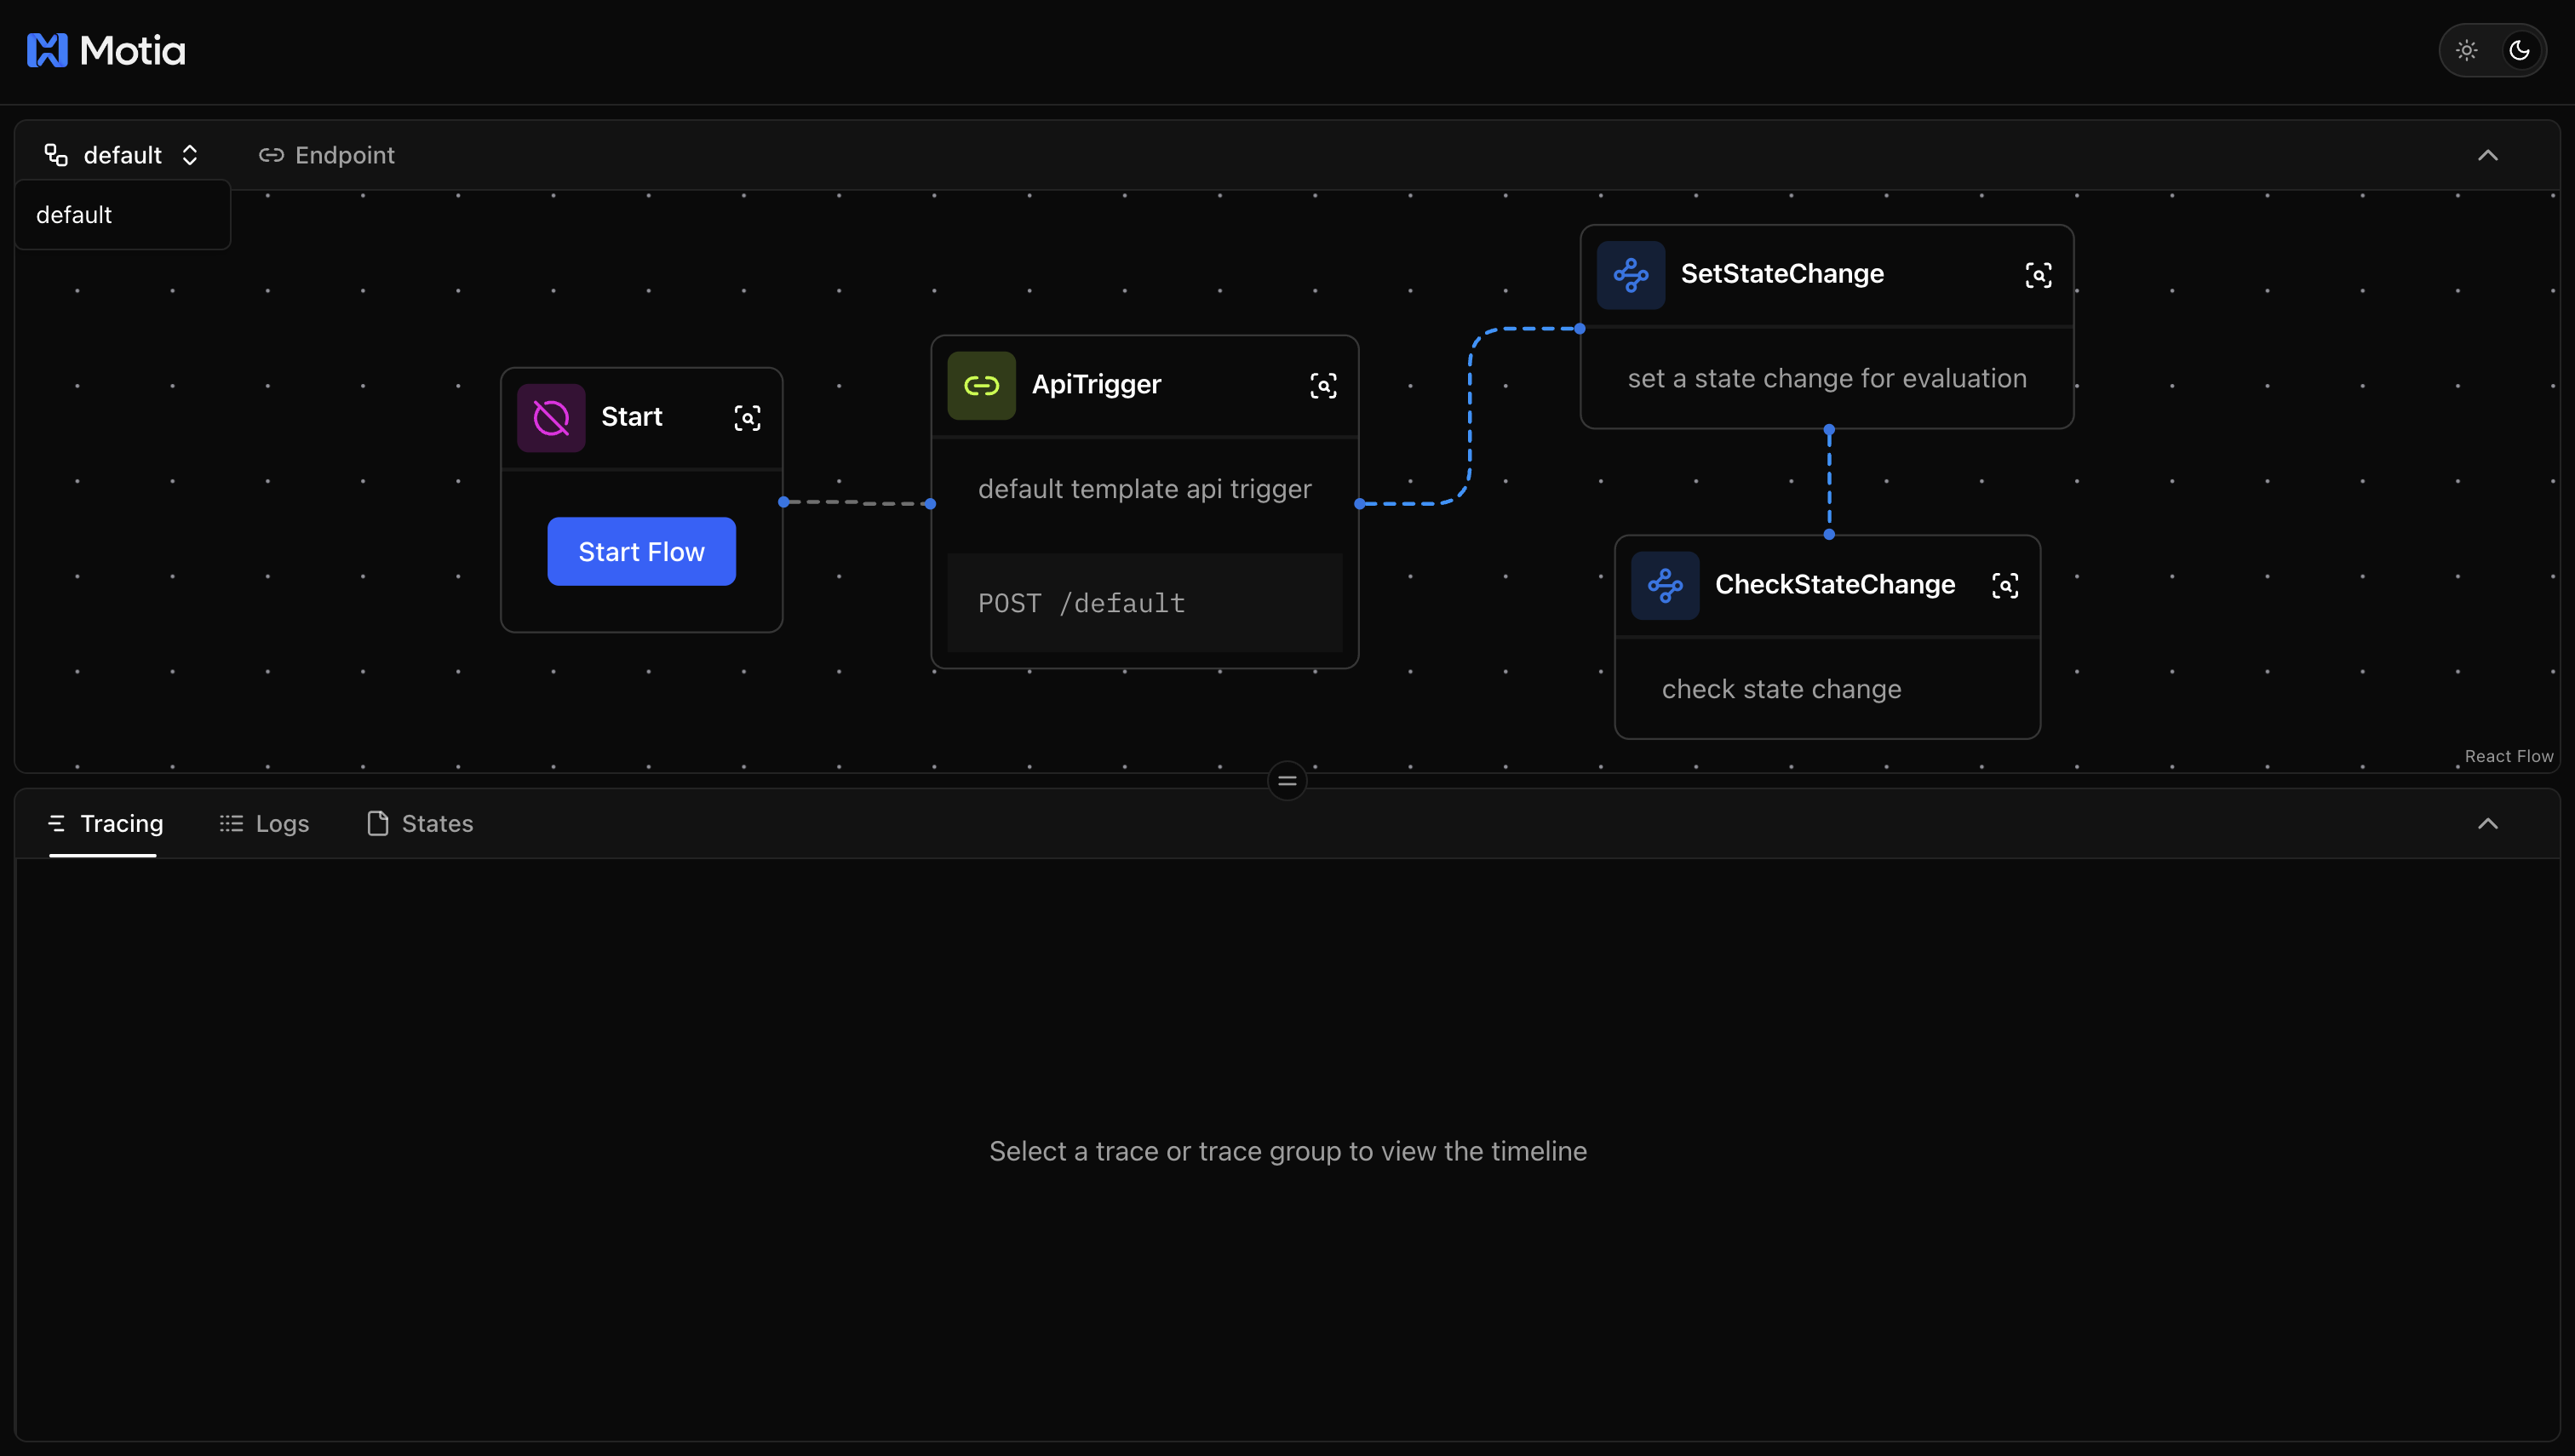 Motia
default
Endpoint
default
Start
Start Flow
ApiTrigger
default template api trigger
POST /default
SetStateChange
set a state change for evaluation
CheckStateChange
check state change
React Flow
Tracing
Logs
States
Select a trace or trace group to view the timeline